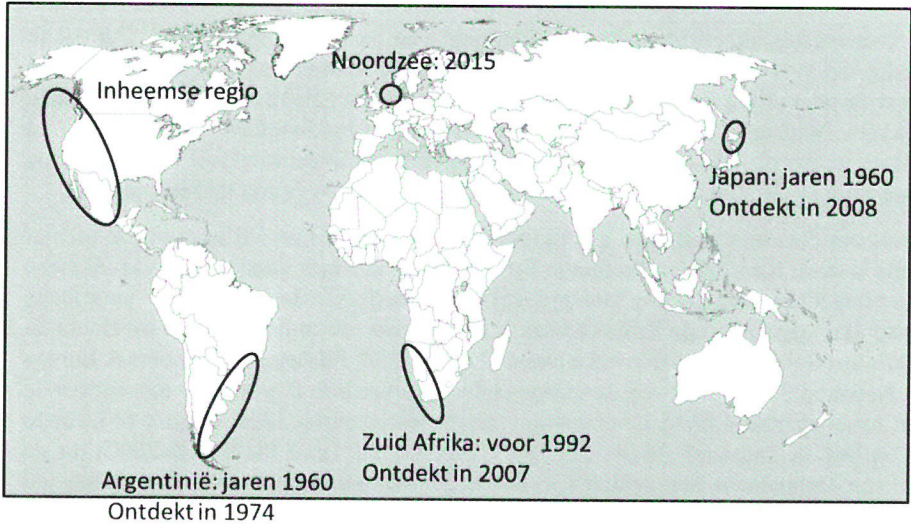 Noordzee: 2015
Inheemse regio
Japan: jaren 1960
Ontdekt in 2008
Zuid Afrika: voor 1992
Ontdekt in 2007
Argentinië: jaren 1960
Ontdekt in 1974